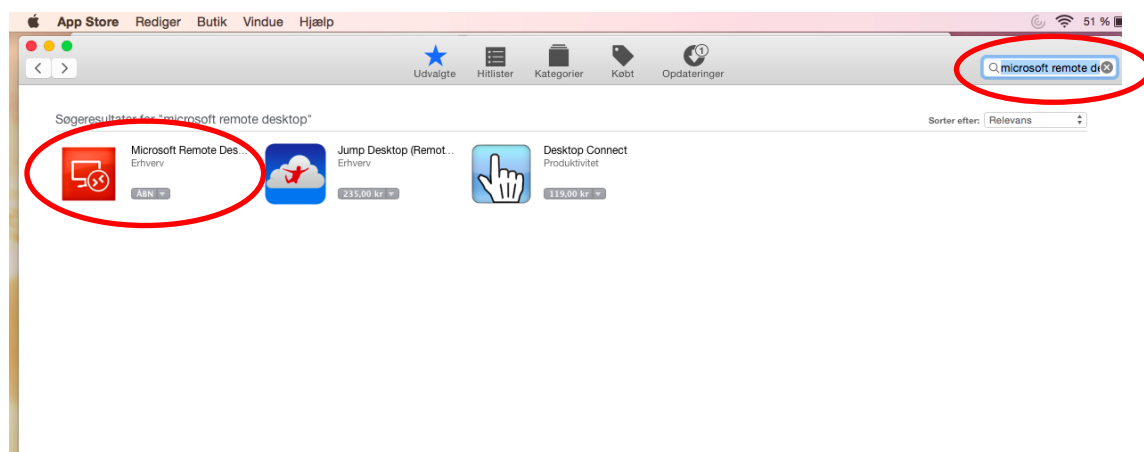 App Store Rediger Butik Vindue Hjælp 51 %
microsoft remote de
Udvalgte Hitlister Kategorier Købt 1 Opdateringer
Søgeresultater for "microsoft remote desktop"
Sorter efter: Relevans
Microsoft Remote Des...
Erhverv
ÅBN
Jump Desktop (Remot...
Erhverv
235,00 kr
Desktop Connect
Produktivitet
119,00 kr